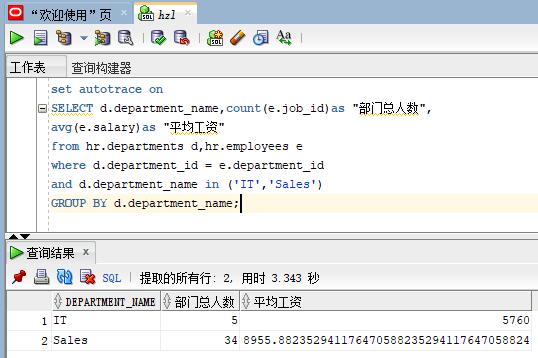 “欢迎使用”页 hzl
工作表 查询构建器
set autotrace on
SELECT d.department_name,count(e.job_id)as "部门总人数",
avg(e.salary)as "平均工资"
from hr.departments d,hr.employees e
where d.department_id = e.department_id
and d.department_name in ('IT','Sales')
GROUP BY d.department_name;
查询结果
SQL | 提取的所有行: 2, 用时 3.343 秒
DEPARTMENT_NAME 部门总人数 平均工资
1 IT 5 5760
2 Sales 34 8955.882352941176470588235294117647058824